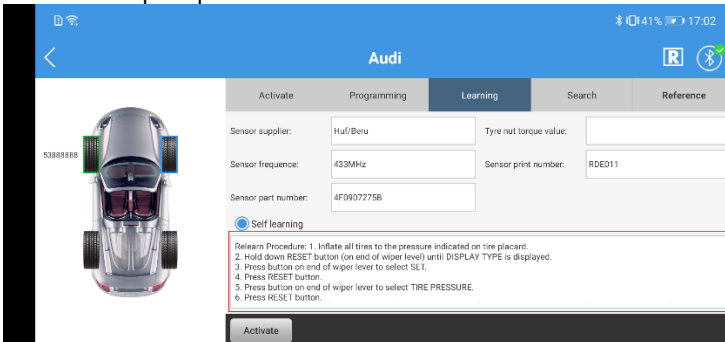 41% 17:02
Audi
R
Activate Programming Learning Search Reference
Sensor supplier: Huf/Beru Tyre nut torque value:
53888888
Sensor frequence: 433MHz Sensor print number: RDE011
Sensor part number: 4F0907275B
Self learning
Relearn Procedure: 1. Inflate all tires to the pressure indicated on tire placard.
2. Hold down RESET button (on end of wiper level) until DISPLAY TYPE is displayed.
3. Press button on end of wiper lever to select SET.
4. Press RESET button.
5. Press button on end of wiper lever to select TIRE PRESSURE.
6. Press RESET button.
Activate